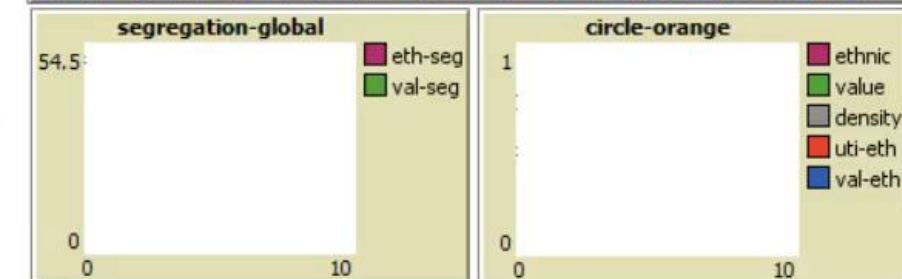 segregation-global
54.5
0
0 10
eth-seg
val-seg
circle-orange
1
0
0 10
ethnic
value
density
uti-eth
val-eth